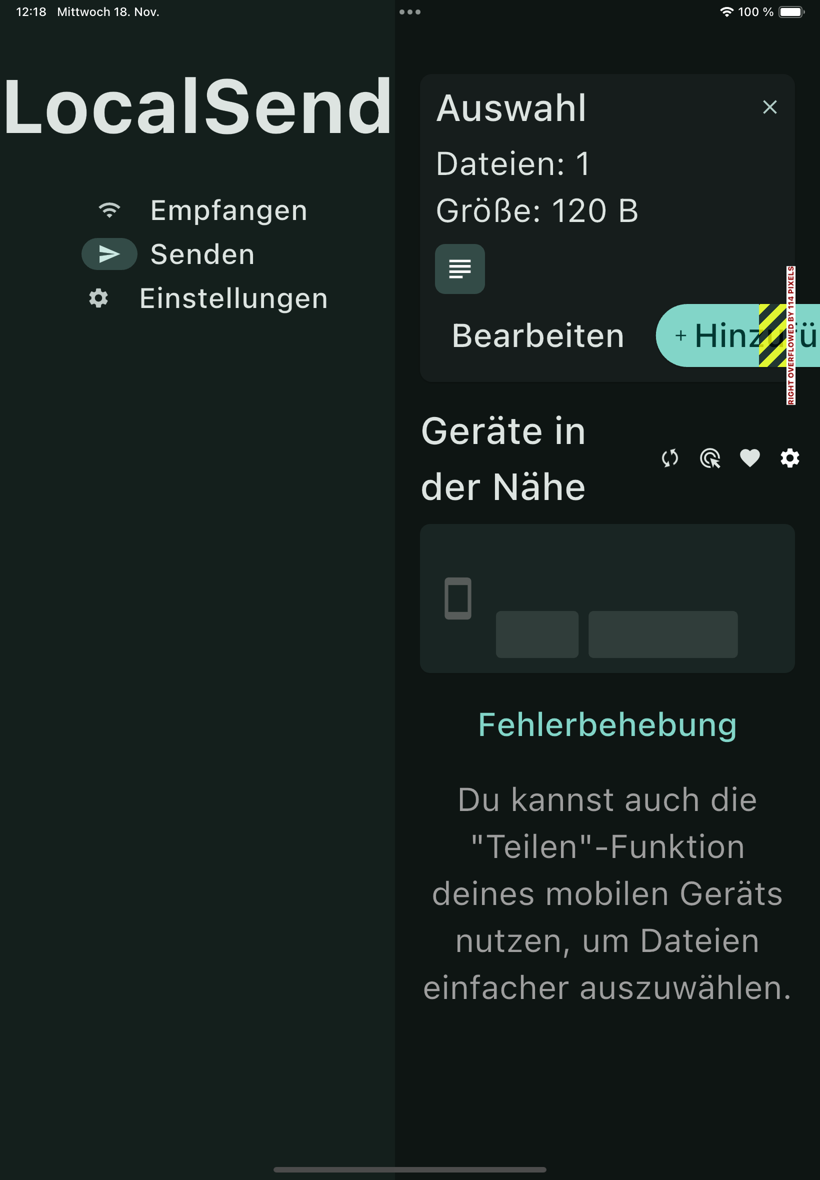 12:18 Mittwoch 18. Nov.
100 %
LocalSend
Empfangen
Senden
Einstellungen
Auswahl
Dateien: 1
Größe: 120 B
Bearbeiten
+ Hinzufü
RIGHT OVERFLOWED BY 114 PIXELS
Geräte in
der Nähe
Fehlerbehebung
Du kannst auch die
"Teilen"-Funktion
deines mobilen Geräts
nutzen, um Dateien
einfacher auszuwählen.